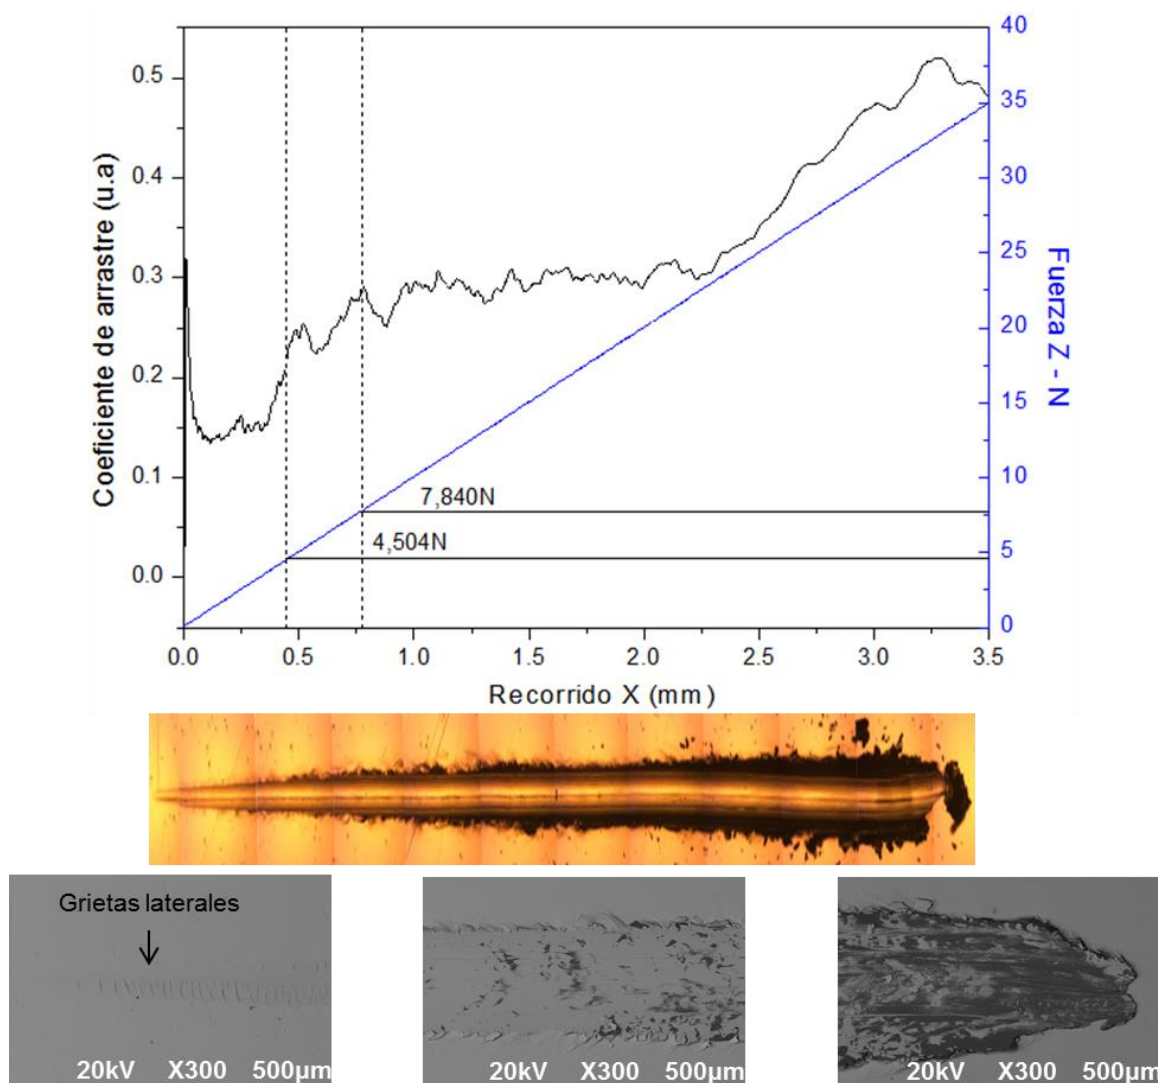 Coeficiente de arrastre (u.a)
0.5
0.4
0.3
0.2
0.1
0.0
40
35
30
25
20
15
10
5
0
Fuerza Z - N
7,840N
4,504N
0.0 0.5 1.0 1.5 2.0 2.5 3.0 3.5
Recorrido X (mm)
Grietas laterales
20kV X300 500µm
20kV X300 500µm
20kV X300 500µm